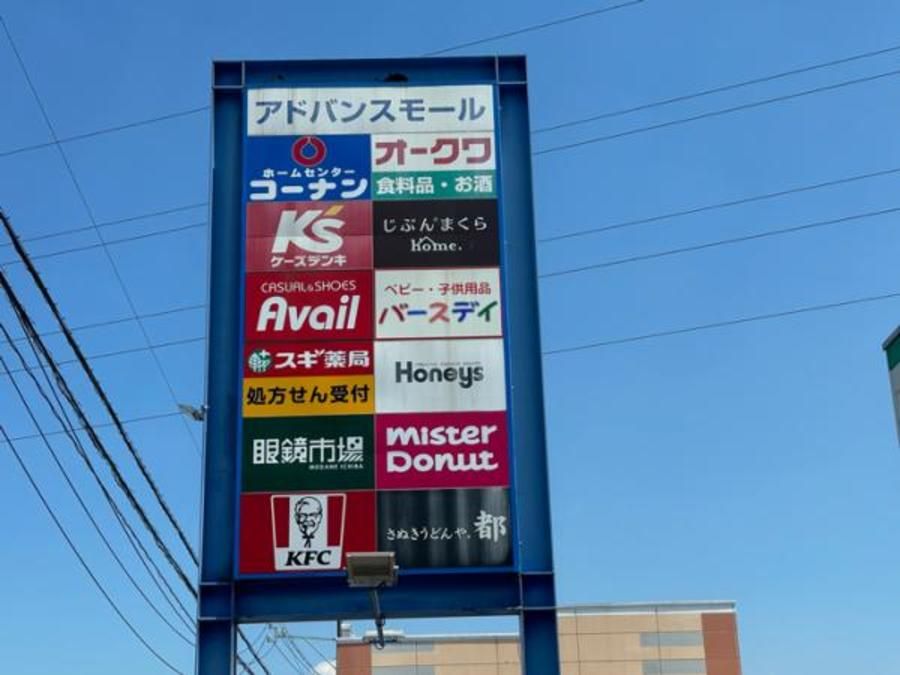 アドバンスモール
ホームセンター
コーナン
オークワ
食料品・お酒
K's
ケーズデンキ
じぶんまくら
home.
CASUAL&SHOES
Avail
ベビー・子供用品
バースデイ
スギ薬局
処方せん受付
Honeys
眼鏡市場
MEGANE ICHIBA
mister
Donut
KFC
さぬきうどんや、都